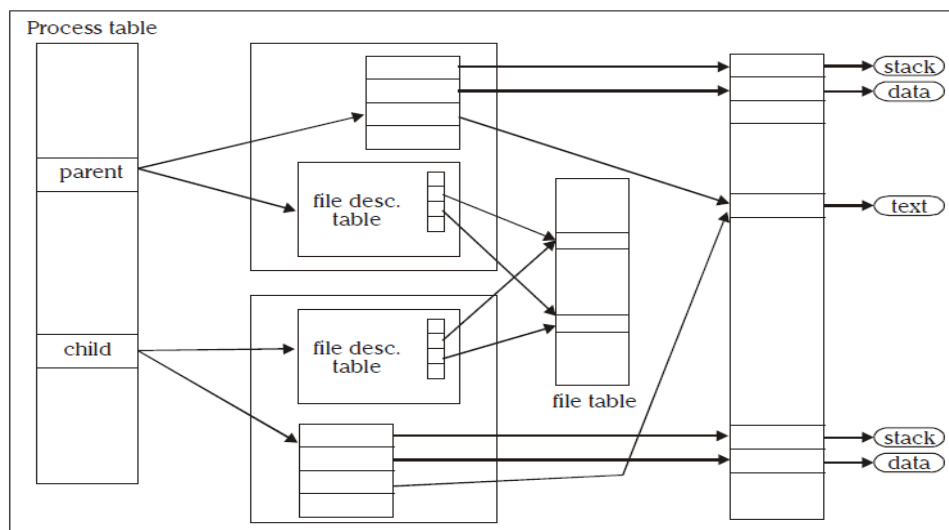 Process table
stack
data
parent
file desc.
table
text
child
file desc.
table
file table
stack
data